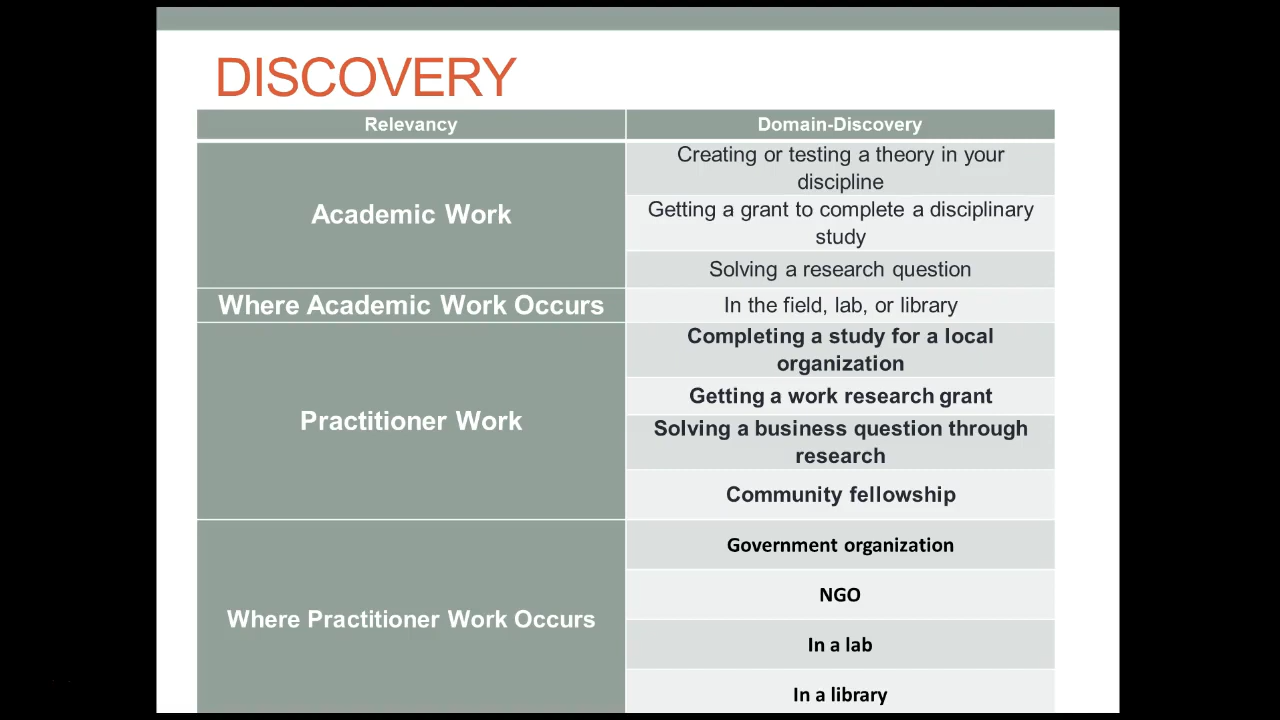 DISCOVERY
Relevancy
Domain-Discovery
Academic Work
Creating or testing a theory in your
discipline
Getting a grant to complete a disciplinary
study
Solving a research question
Where Academic Work Occurs
In the field, lab, or library
Practitioner Work
Completing a study for a local
organization
Getting a work research grant
Solving a business question through
research
Community fellowship
Where Practitioner Work Occurs
Government organization
NGO
In a lab
In a library